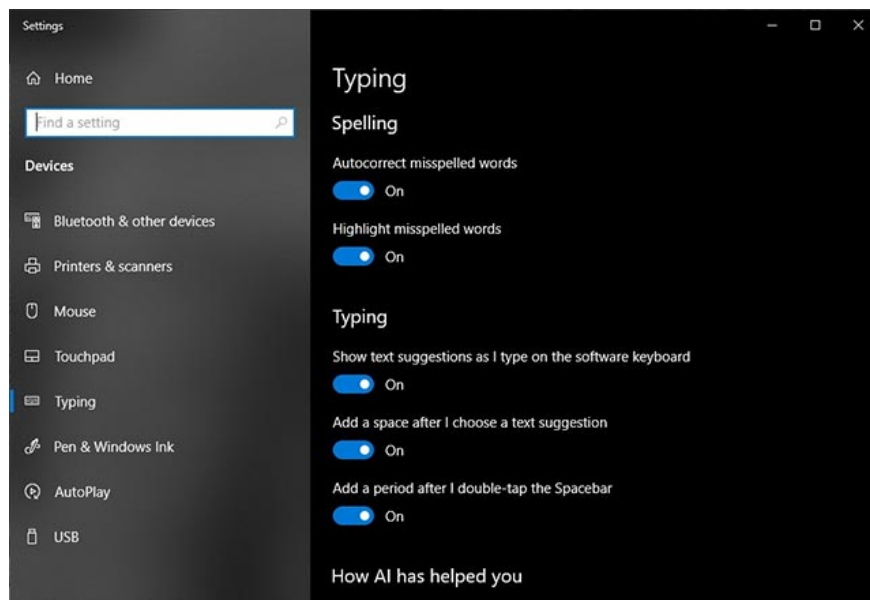 Settings
Home
Find a setting
Devices
Bluetooth & other devices
Printers & scanners
Mouse
Touchpad
Typing
Pen & Windows Ink
AutoPlay
USB
Typing
Spelling
Autocorrect misspelled words
On
Highlight misspelled words
On
Typing
Show text suggestions as I type on the software keyboard
On
Add a space after I choose a text suggestion
On
Add a period after I double-tap the Spacebar
On
How AI has helped you